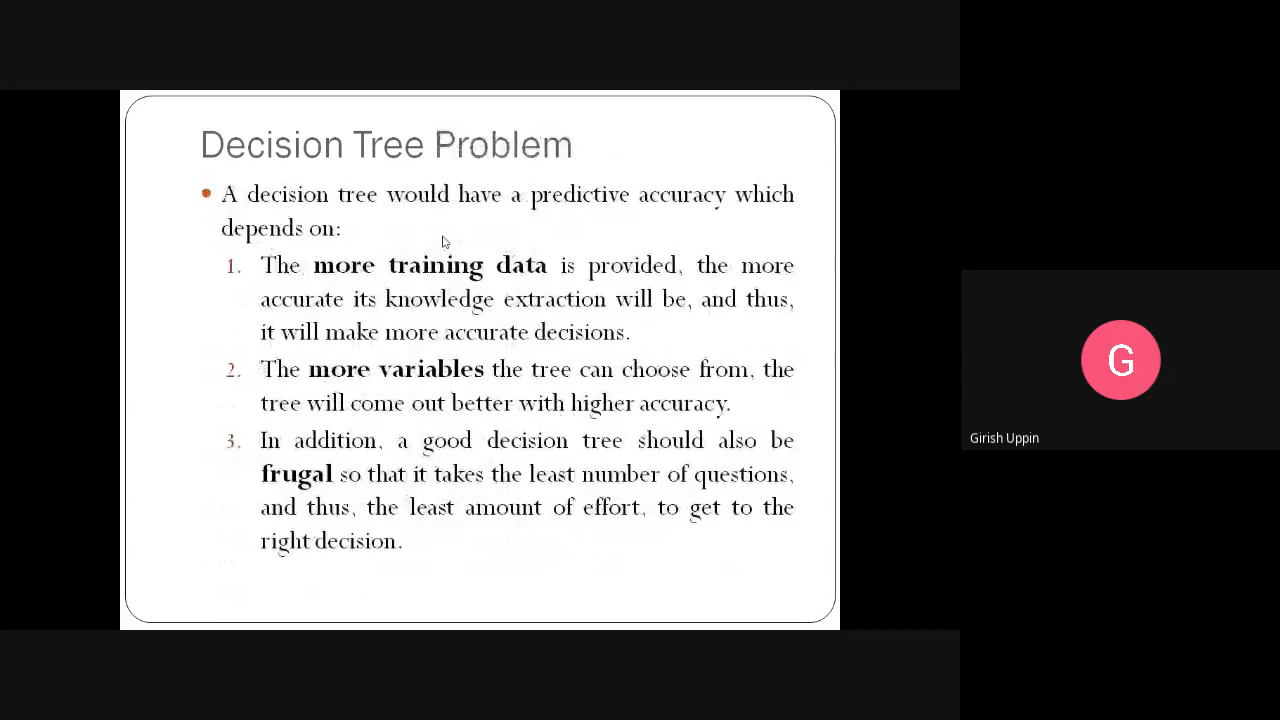 Decision Tree Problem
A decision tree would have a predictive accuracy which
depends on:
1. The more training data is provided, the more
accurate its knowledge extraction will be, and thus,
it will make more accurate decisions.
2. The more variables the tree can choose from, the
tree will come out better with higher accuracy.
3. In addition, a good decision tree should also be
frugal so that it takes the least number of questions,
and thus, the least amount of effort, to get to the
right decision.
G
Girish Uppin